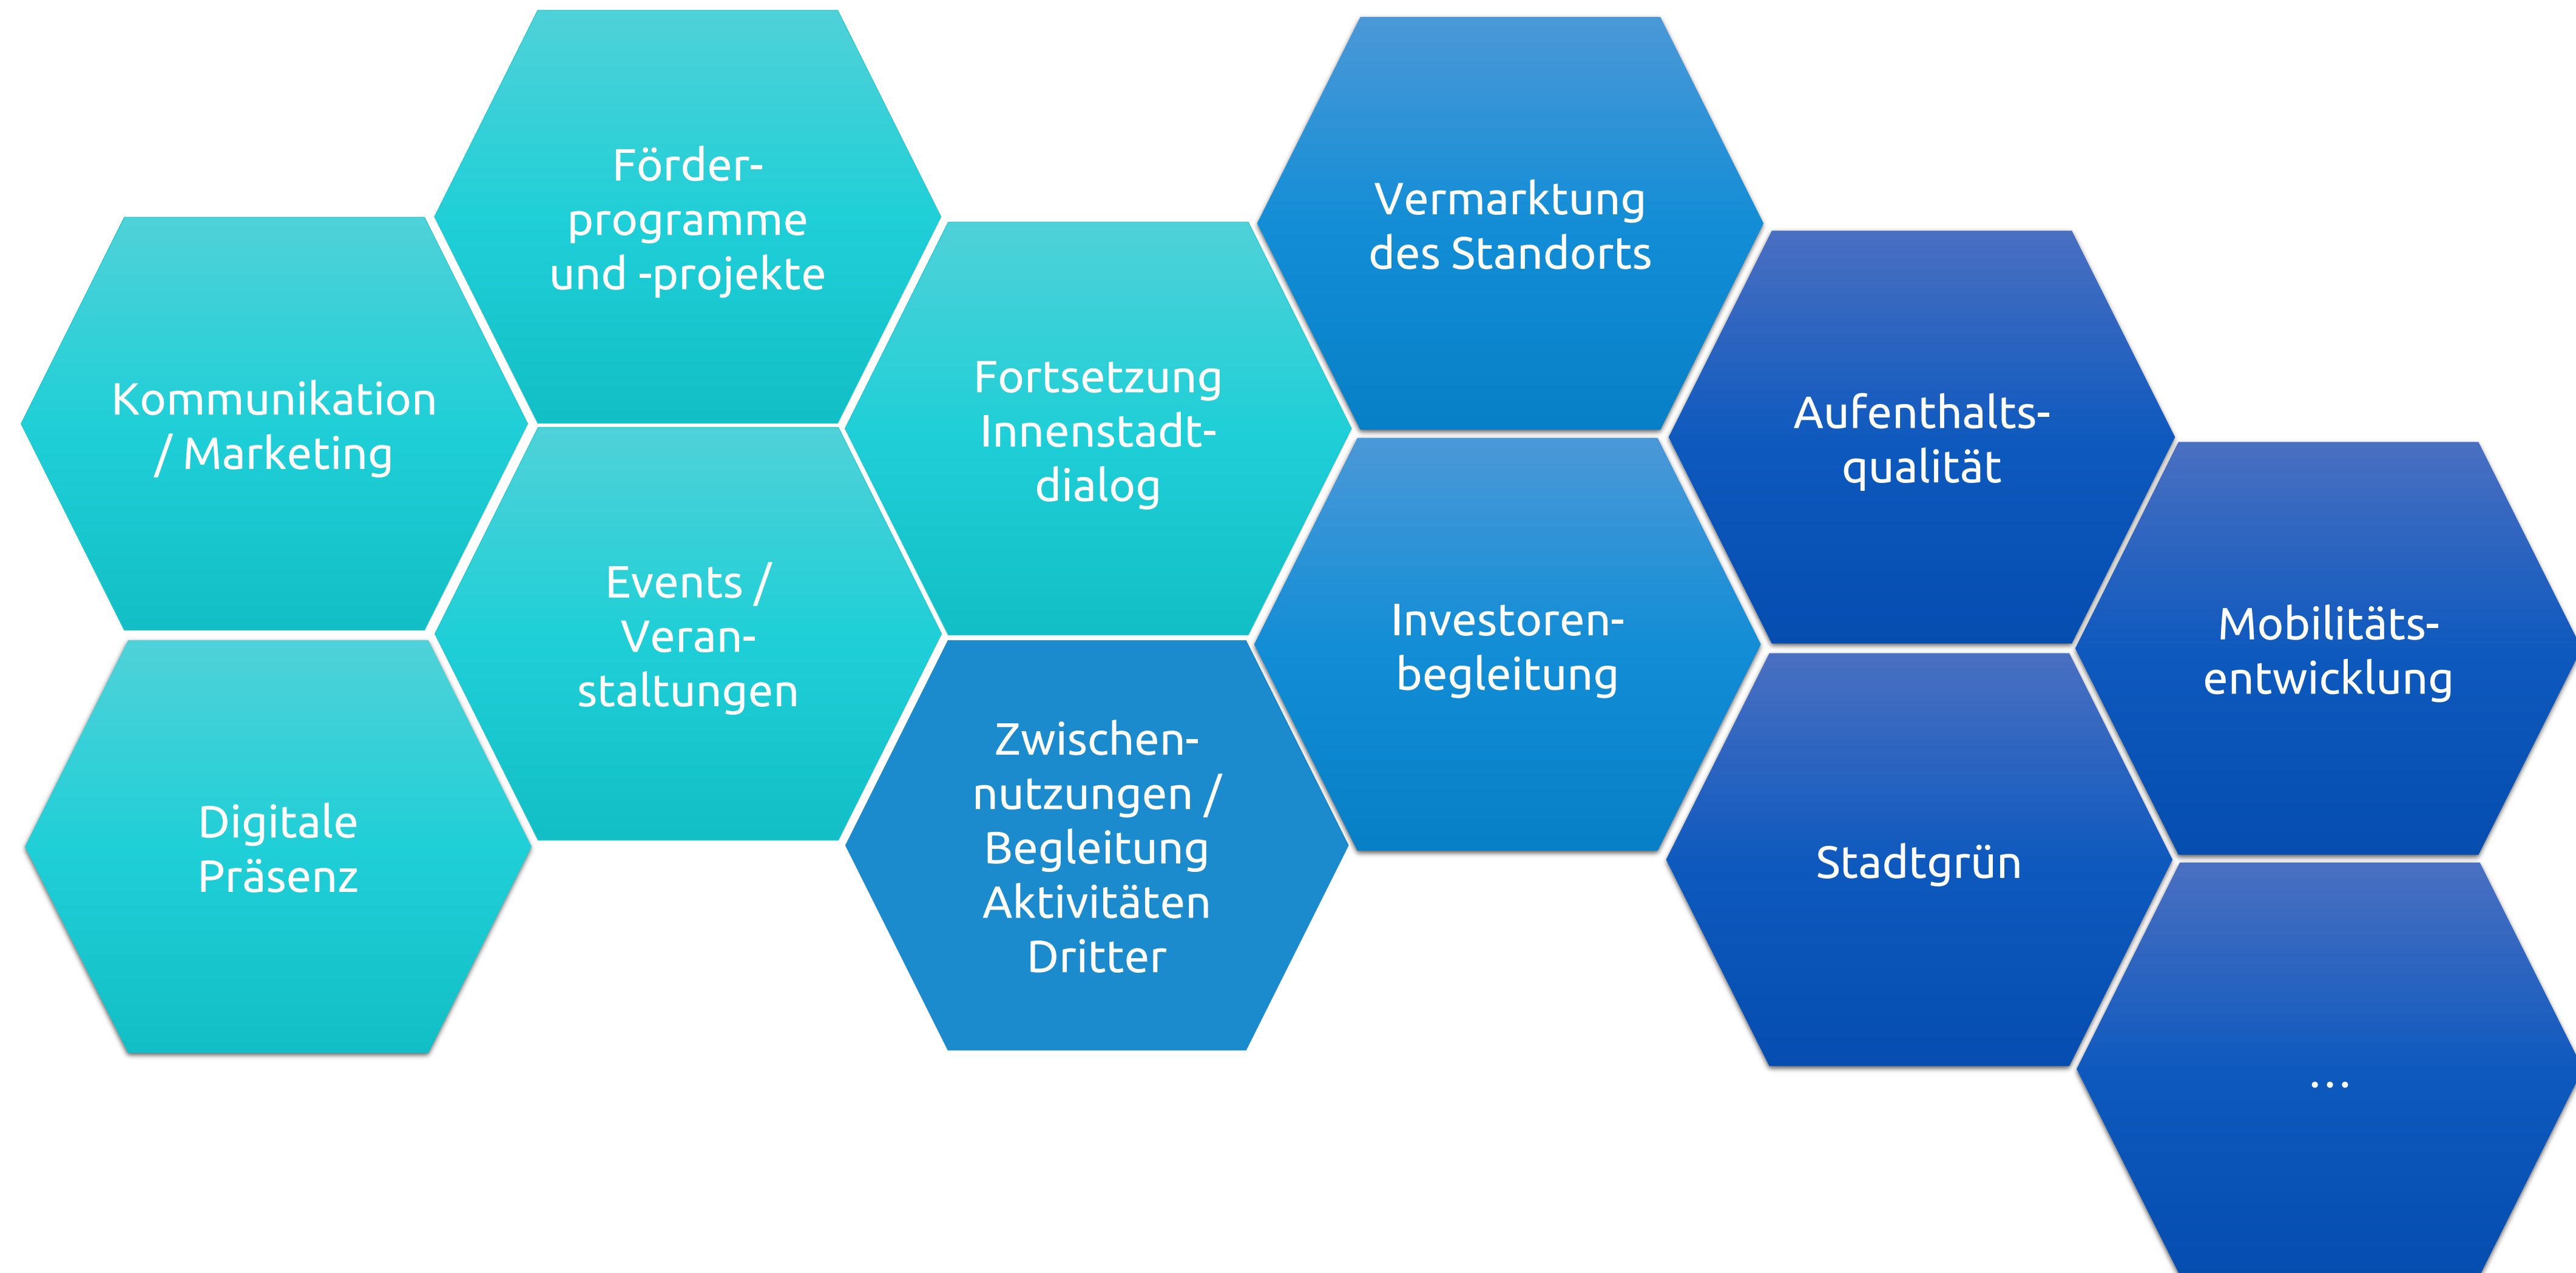 Förder-
programme
und -projekte
Vermarktung
des Standorts
Kommunikation
/ Marketing
Fortsetzung
Innenstadt-
dialog
Aufenthalts-
qualität
Events /
Veran-
staltungen
Investoren-
begleitung
Mobilitäts-
entwicklung
Digitale
Präsenz
Zwischen-
nutzungen /
Begleitung
Aktivitäten
Dritter
Stadtgrün
...